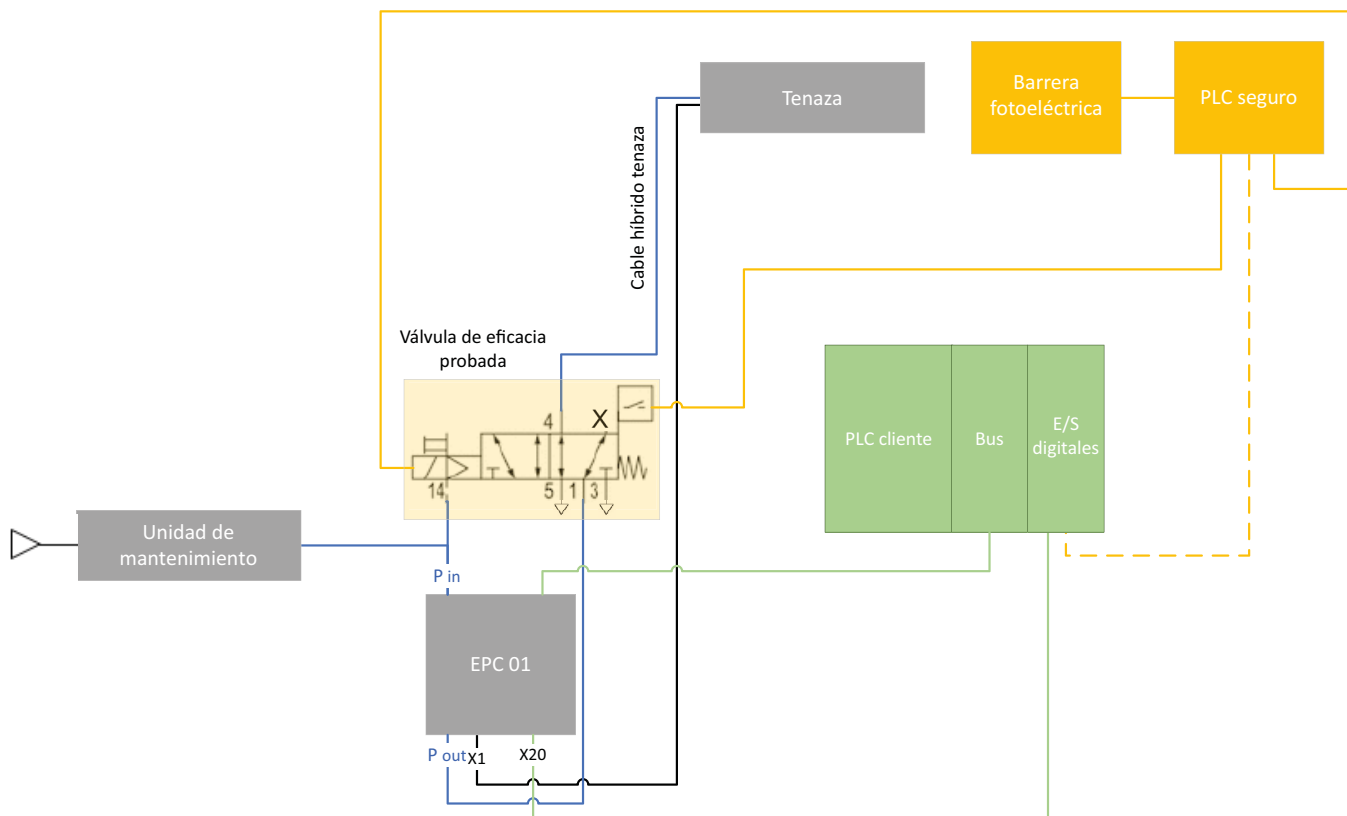 Tenaza
Barrera
fotoeléctrica
PLC seguro
Cable híbrido tenaza
Válvula de eficacia
probada
4
X
14
5
1
3
PLC cliente
Bus
E/S
digitales
Unidad de
mantenimiento
P in
EPC 01
P out
X1
X20